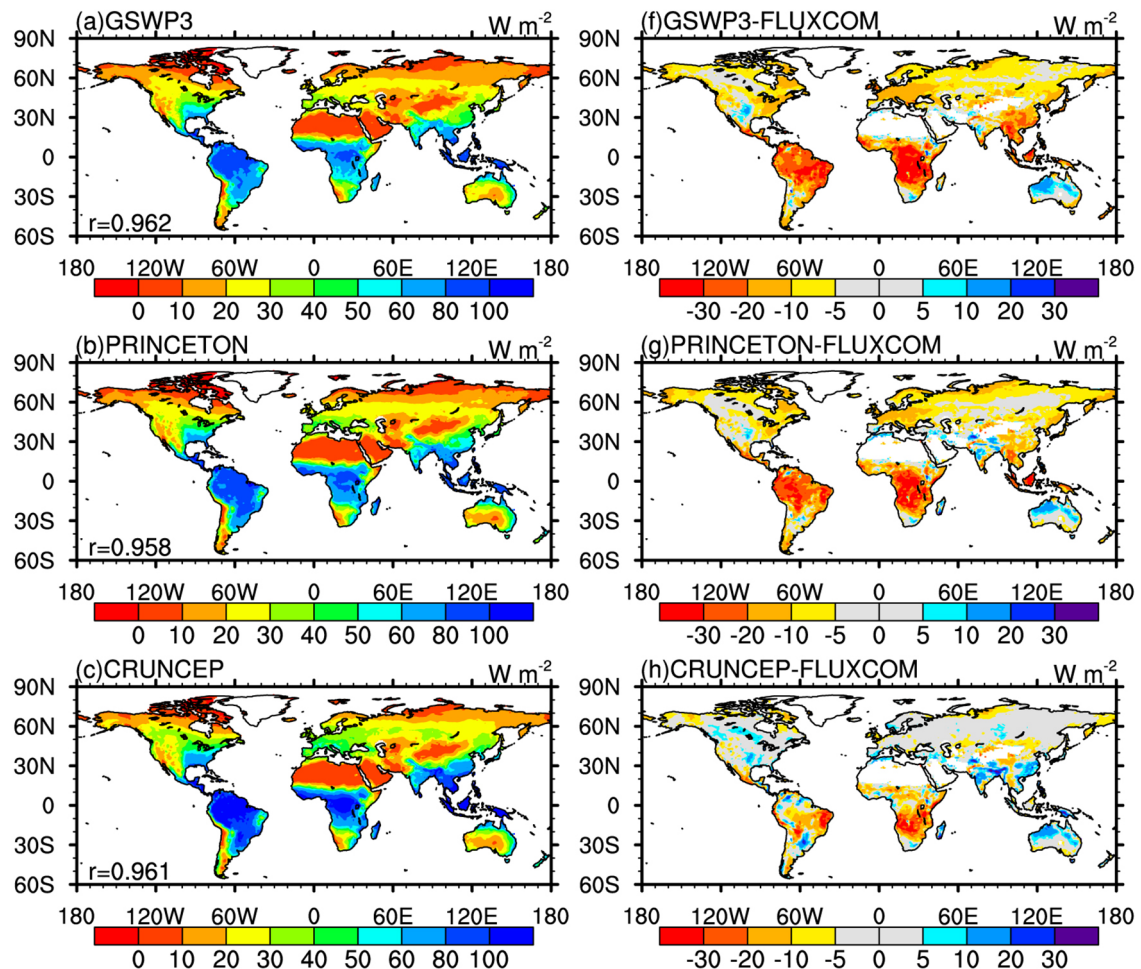 (a)GSWP3 W m-2
90N
60N
30N
0
30S
60S
r=0.962
180 120W 60W 0 60E 120E 180
0 10 20 30 40 50 60 80 100
(f)GSWP3-FLUXCOM W m-2
90N
60N
30N
0
30S
60S
180 120W 60W 0 60E 120E 180
-30 -20 -10 -5 0 5 10 20 30
(b)PRINCETON W m-2
90N
60N
30N
0
30S
60S
r=0.958
180 120W 60W 0 60E 120E 180
0 10 20 30 40 50 60 80 100
(g)PRINCETON-FLUXCOM W m-2
90N
60N
30N
0
30S
60S
180 120W 60W 0 60E 120E 180
-30 -20 -10 -5 0 5 10 20 30
(c)CRUNCEP W m-2
90N
60N
30N
0
30S
60S
r=0.961
180 120W 60W 0 60E 120E 180
0 10 20 30 40 50 60 80 100
(h)CRUNCEP-FLUXCOM W m-2
90N
60N
30N
0
30S
60S
180 120W 60W 0 60E 120E 180
-30 -20 -10 -5 0 5 10 20 30